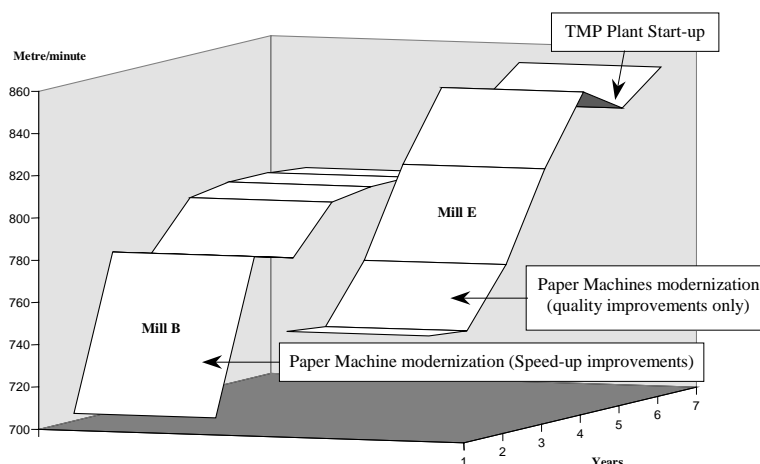 TMP Plant Start-up
Metre/minute
860
840
820
800
780
760
740
720
700
Mill E
Mill B
Paper Machines modernization
(quality improvements only)
Paper Machine modernization (Speed-up improvements)
1
2
3
4
5
6
7
Years